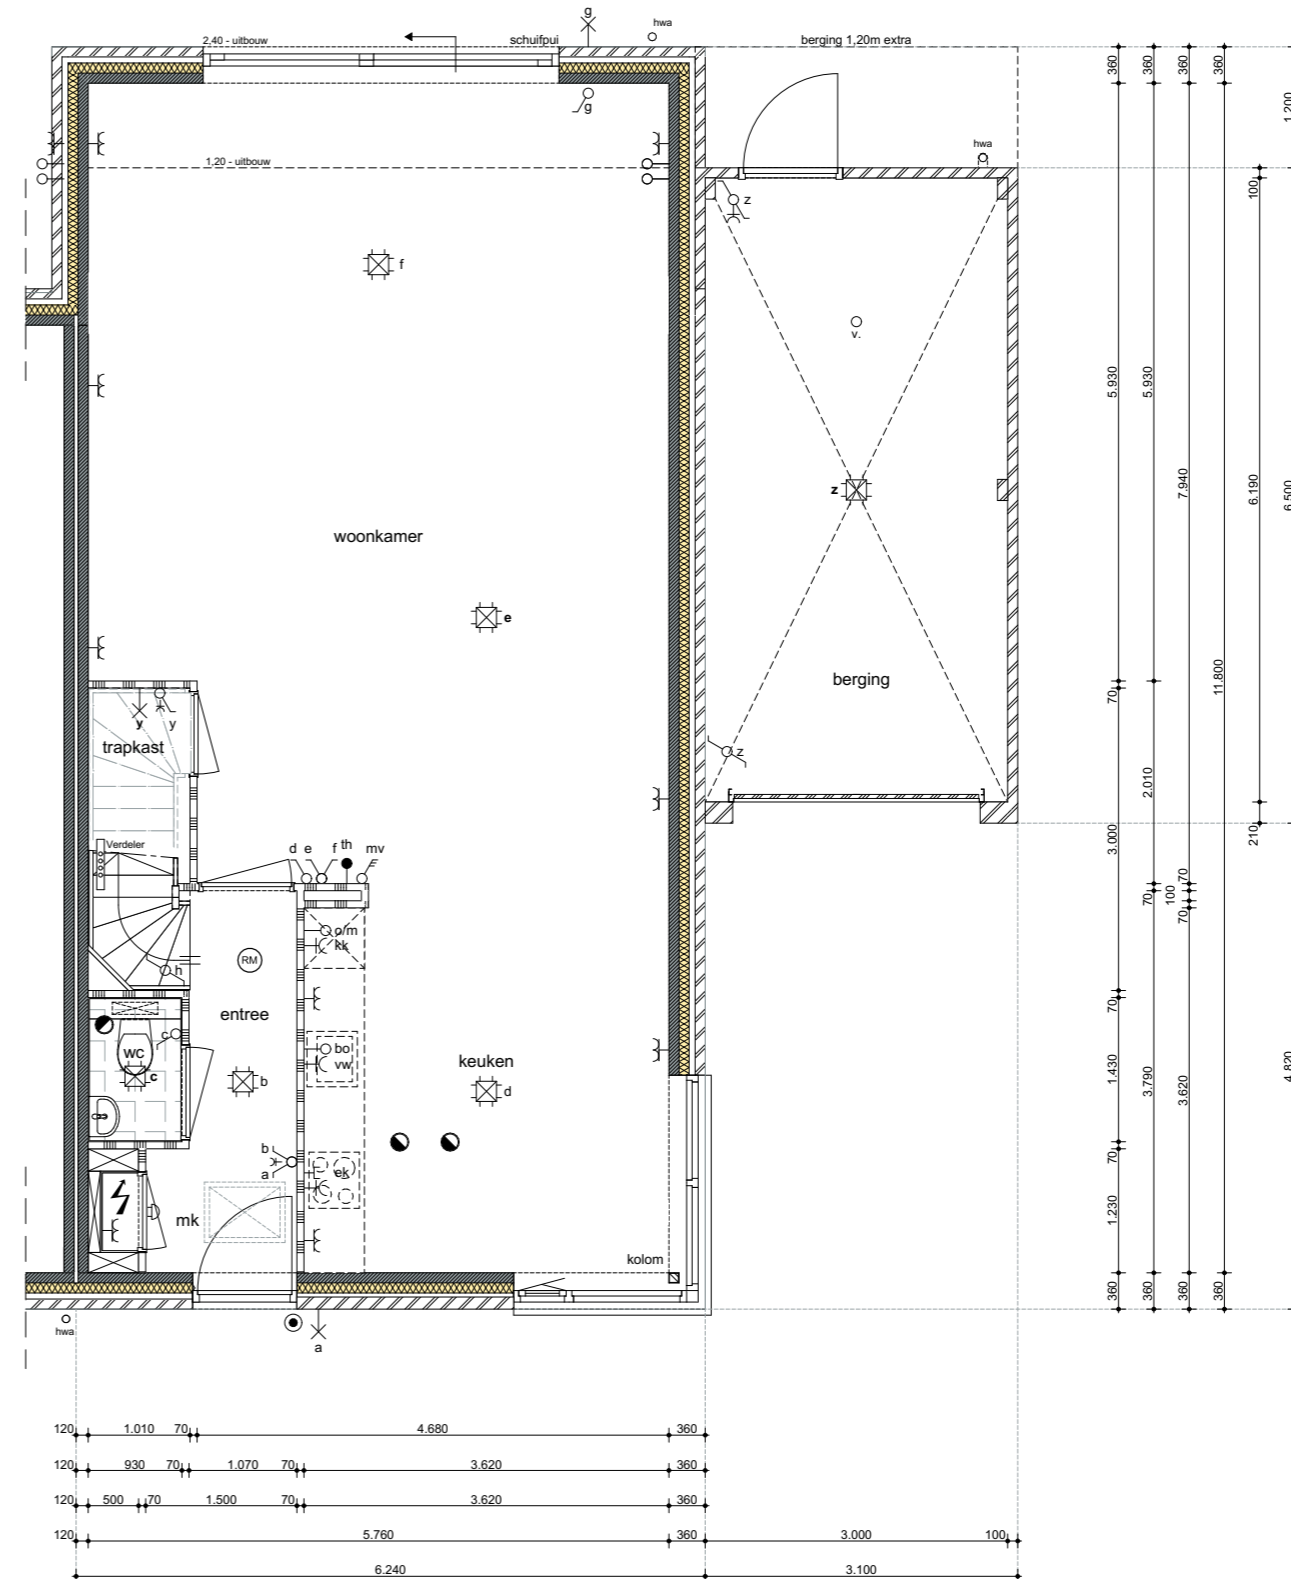 g
hwa
2,40 - uitbouw
schuifpui
berging 1,20m extra
g
hwa
1,20 - uitbouw
z
f
v.
z
woonkamer
e
berging
y
y
trapkast
z
Verdeler
d e f th mv
o/m
kk
h
RM
entree
c
WC
c
bo
vw
keuken
b
d
b
a
ek
mk
kolom
hwa
a
360
360
360
360
1.200
100
5.930
5.930
7.940
6.190
6.500
11.800
70
2.010
3.000
210
70
70
100
70
70
1.430
3.790
3.620
4.820
70
1.230
360
360
360
360
120 1.010 70 4.680 360
120 930 70 1.070 70 3.620 360
120 500 70 1.500 70 3.620 360
120 5.760 360 3.000 100
6.240 3.100